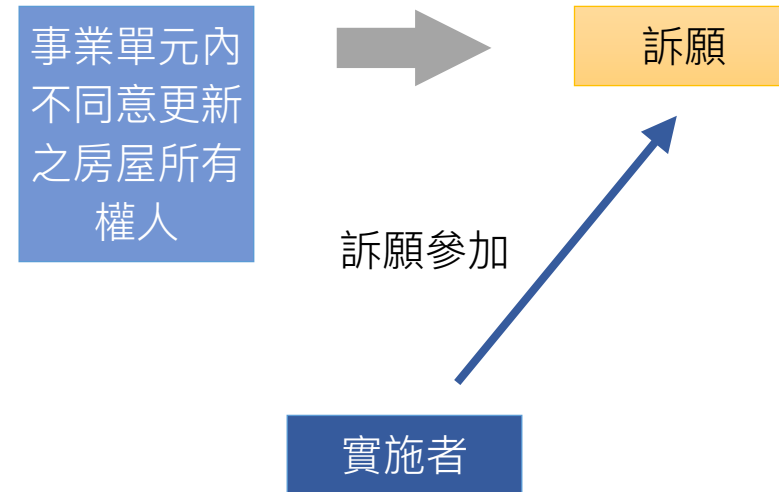 事業單元內
不同意更新
之房屋所有
權人
訴願
訴願參加
實施者